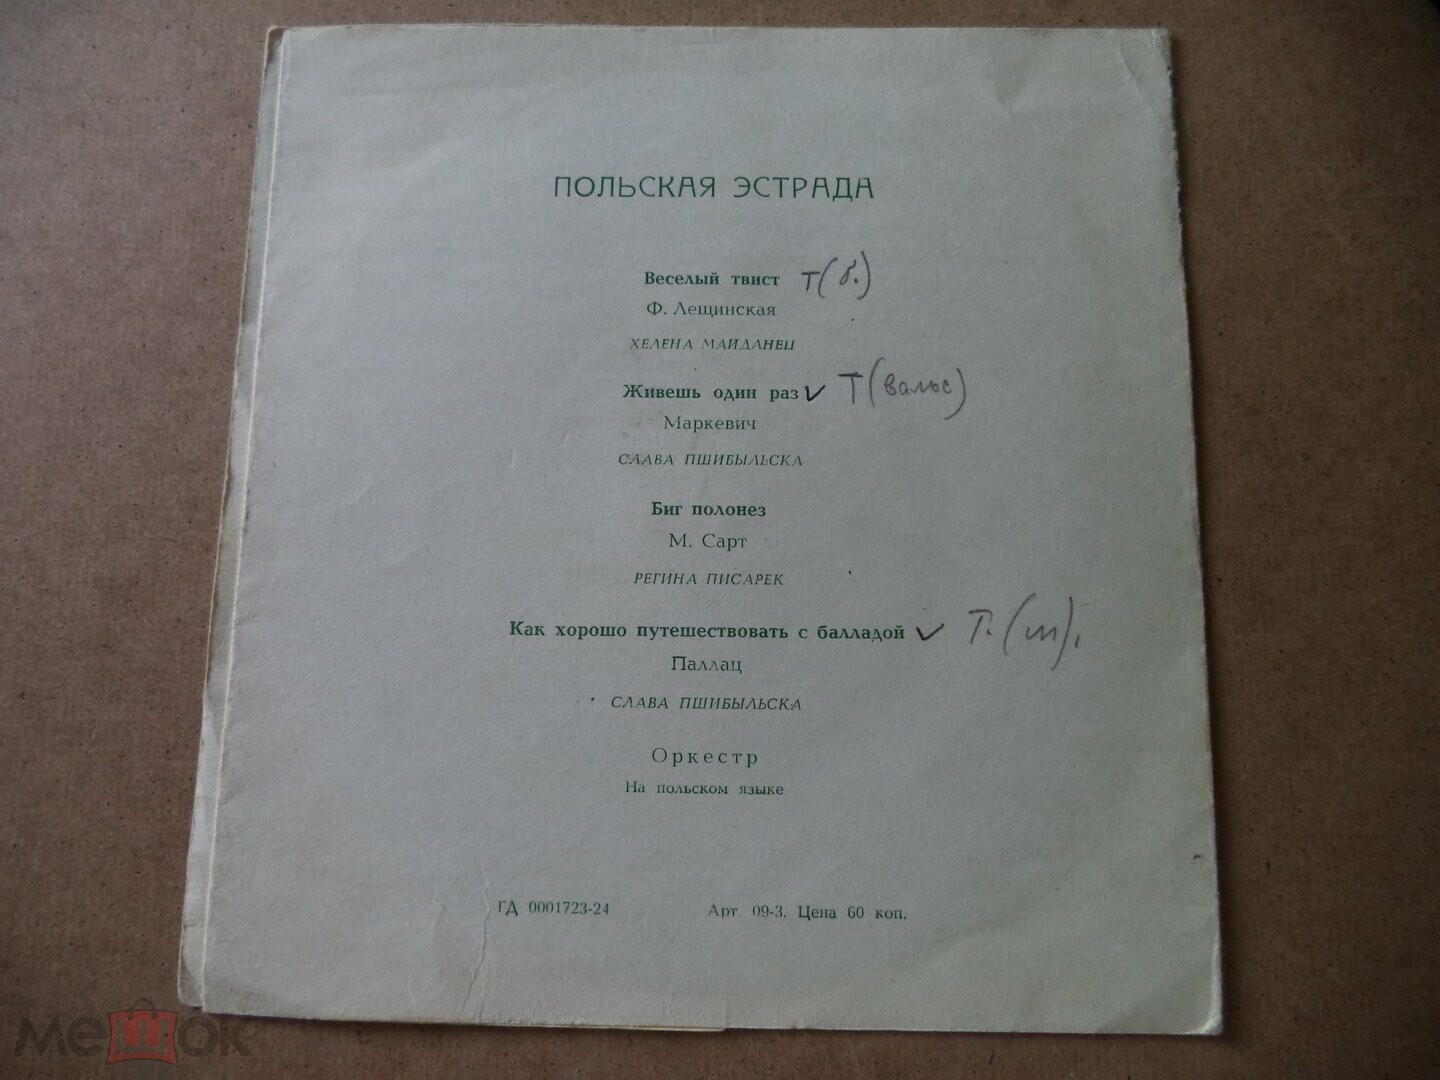 ПОЛЬСКАЯ ЭСТРАДА
Веселый твист Т(б.)
Ф. Лещинская
ХЕЛЕНА МАЙДАНЕЦ
Живешь один раз ✓ Т(вальс)
Маркевич
СЛАВА ПШИБЫЛЬСКА
Биг полонез
М. Сарт
РЕГИНА ПИСАРЕК
Как хорошо путешествовать с балладой ✓ Т.
Паллац
СЛАВА ПШИБЫЛЬСКА
Оркестр
На польском языке
ГД 0001723-24 Арт. 09-3. Цена 60 коп.
мешок